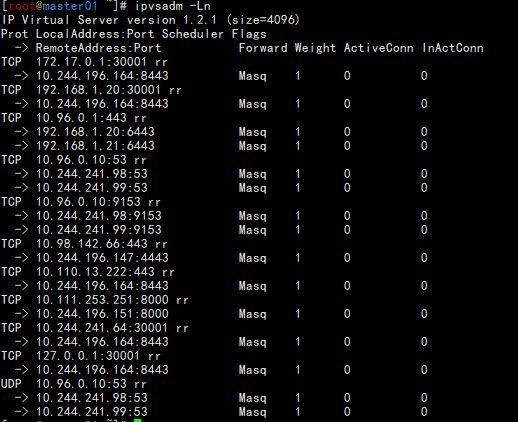 [root@master01 ~]# ipvsadm -Ln
IP Virtual Server version 1.2.1 (size=4096)
Prot LocalAddress:Port Scheduler Flags
  -> RemoteAddress:Port           Forward Weight ActiveConn InActConn
TCP  172.17.0.1:30001 rr
  -> 10.244.196.164:8443          Masq    1      0          0
TCP  192.168.1.20:30001 rr
  -> 10.244.196.164:8443          Masq    1      0          0
TCP  10.96.0.1:443 rr
  -> 192.168.1.20:6443            Masq    1      0          0
  -> 192.168.1.21:6443            Masq    1      0          0
TCP  10.96.0.10:53 rr
  -> 10.244.241.98:53             Masq    1      0          0
  -> 10.244.241.99:53             Masq    1      0          0
TCP  10.96.0.10:9153 rr
  -> 10.244.241.98:9153           Masq    1      0          0
  -> 10.244.241.99:9153           Masq    1      0          0
TCP  10.98.142.66:443 rr
  -> 10.244.196.147:4443          Masq    1      0          0
TCP  10.110.13.222:443 rr
  -> 10.244.196.164:8443          Masq    1      0          0
TCP  10.111.253.251:8000 rr
  -> 10.244.196.151:8000          Masq    1      0          0
TCP  10.244.241.64:30001 rr
  -> 10.244.196.164:8443          Masq    1      0          0
TCP  127.0.0.1:30001 rr
  -> 10.244.196.164:8443          Masq    1      0          0
UDP  10.96.0.10:53 rr
  -> 10.244.241.98:53             Masq    1      0          0
  -> 10.244.241.99:53             Masq    1      0          0
[root@master01 ~]#